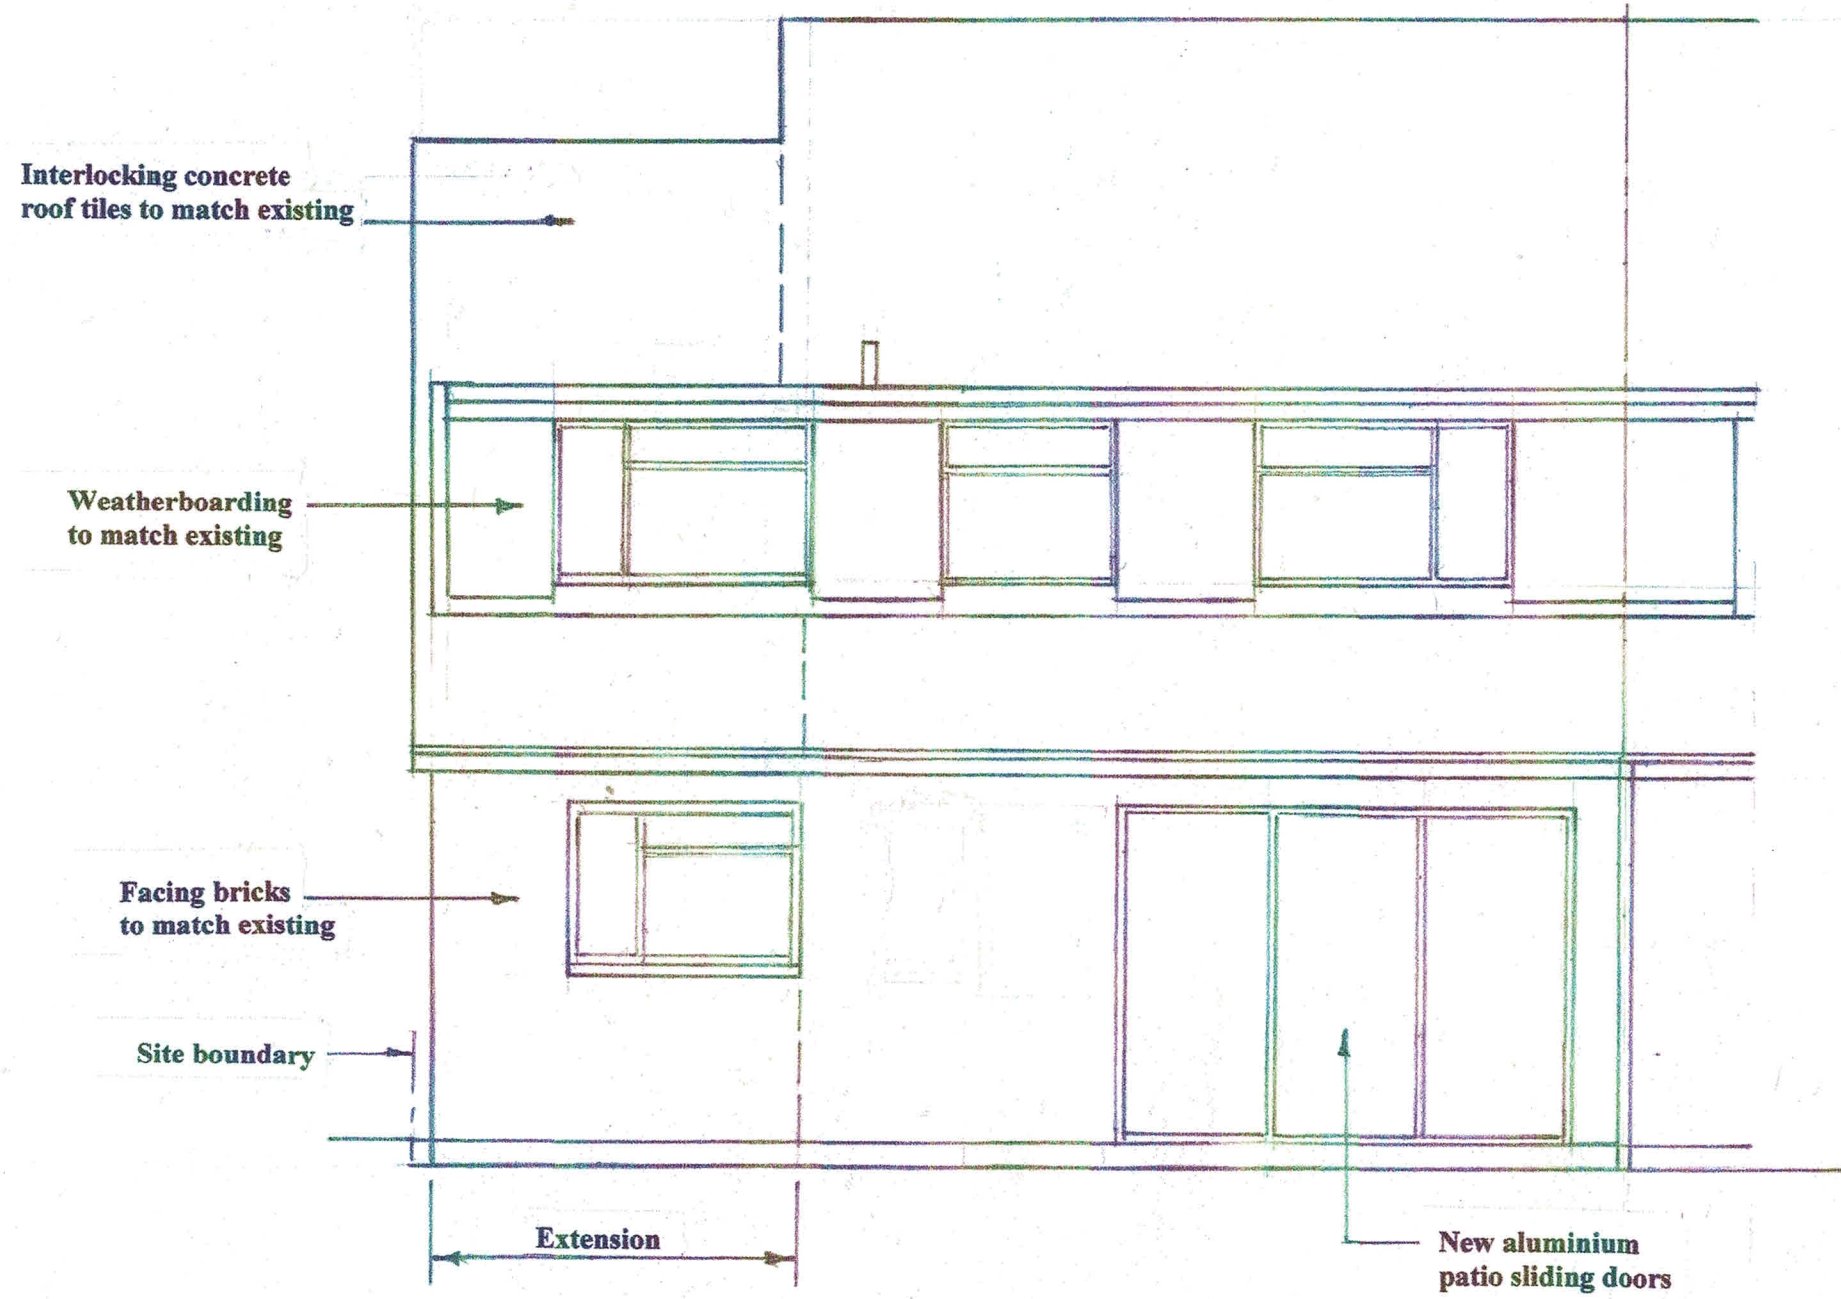 Interlocking concrete
roof tiles to match existing
Weatherboarding
to match existing
Facing bricks
to match existing
Site boundary
Extension
New aluminium
patio sliding doors